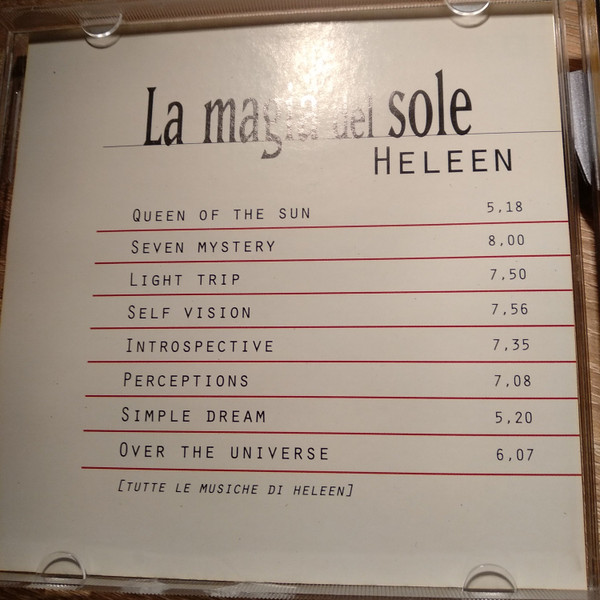 La magia del sole
HELEEN
QUEEN OF THE SUN 5,18
SEVEN MYSTERY 8,00
LIGHT TRIP 7,50
SELF VISION 7,56
INTROSPECTIVE 7,35
PERCEPTIONS 7,08
SIMPLE DREAM 5,20
OVER THE UNIVERSE 6,07
[TUTTE LE MUSICHE DI HELEEN]